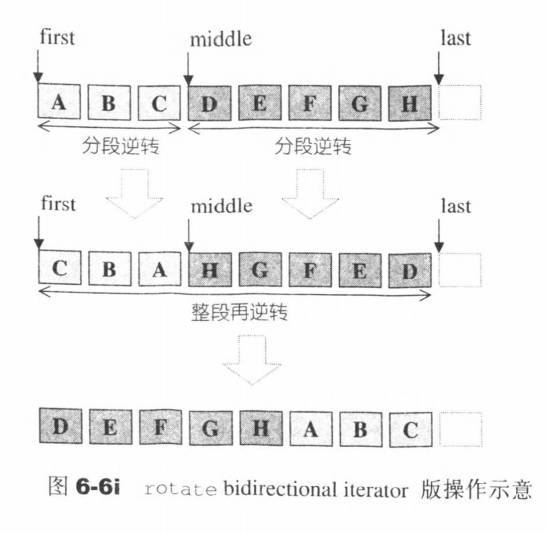 first middle last
A B C D E F G H
分段逆转 分段逆转
first middle last
C B A H G F E D
整段再逆转
D E F G H A B C
图 6-6i rotate bidirectional iterator 版操作示意